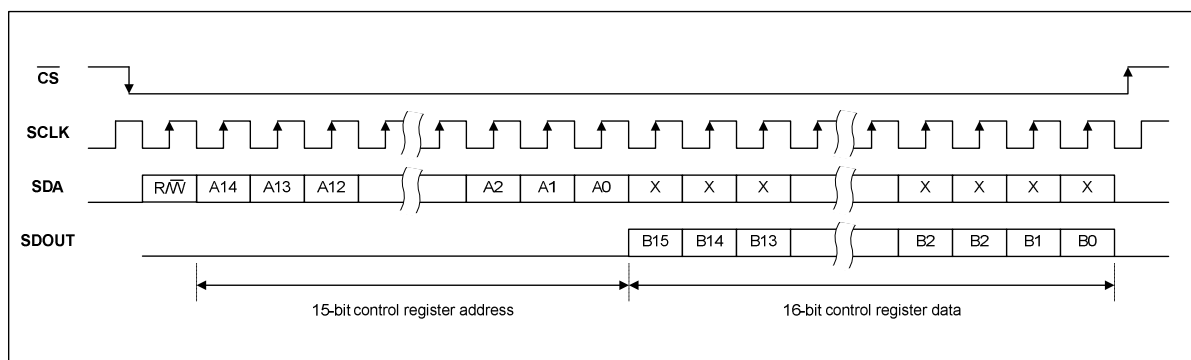 CS
SCLK
SDA R/W A14 A13 A12 A2 A1 A0 X X X X X X X
SDOUT B15 B14 B13 B2 B2 B1 B0
15-bit control register address 16-bit control register data